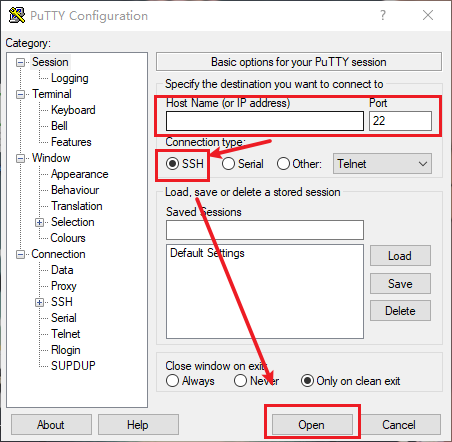 PuTTY Configuration
Category:
Session
Logging
Terminal
Keyboard
Bell
Features
Window
Appearance
Behaviour
Translation
Selection
Colours
Connection
Data
Proxy
SSH
Serial
Telnet
Rlogin
SUPDUP
Basic options for your PuTTY session
Specify the destination you want to connect to
Host Name (or IP address) Port
22
Connection type:
SSH Serial Other: Telnet
Load, save or delete a stored session
Saved Sessions
Default Settings
Load
Save
Delete
Close window on exit:
Always Never Only on clean exit
About Help Open Cancel